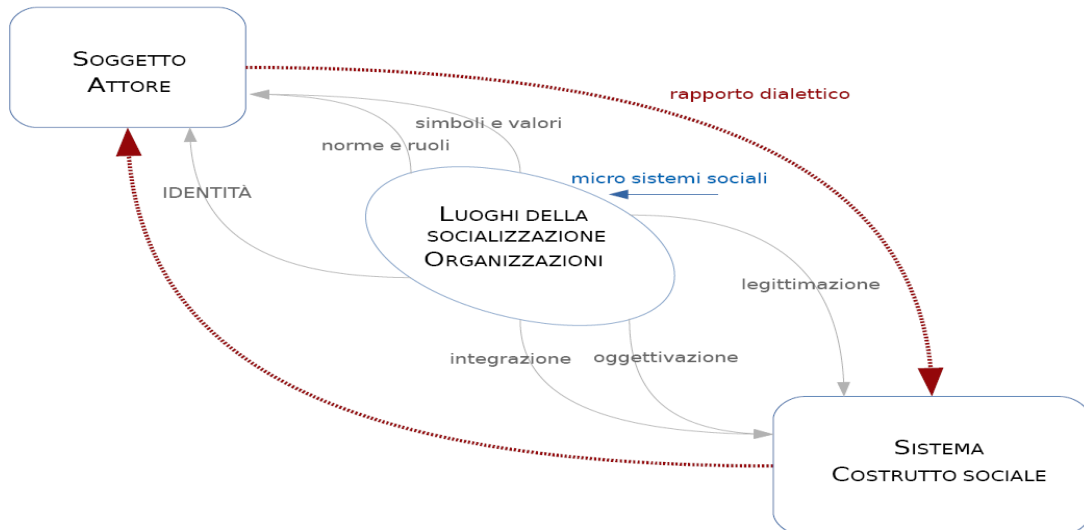 SOGGETTO
ATTORE
rapporto dialettico
simboli e valori
norme e ruoli
micro sistemi sociali
IDENTITÀ
LUOGHI DELLA
SOCIALIZZAZIONE
ORGANIZZAZIONI
legittimazione
integrazione
oggettivazione
SISTEMA
COSTRUTTO SOCIALE